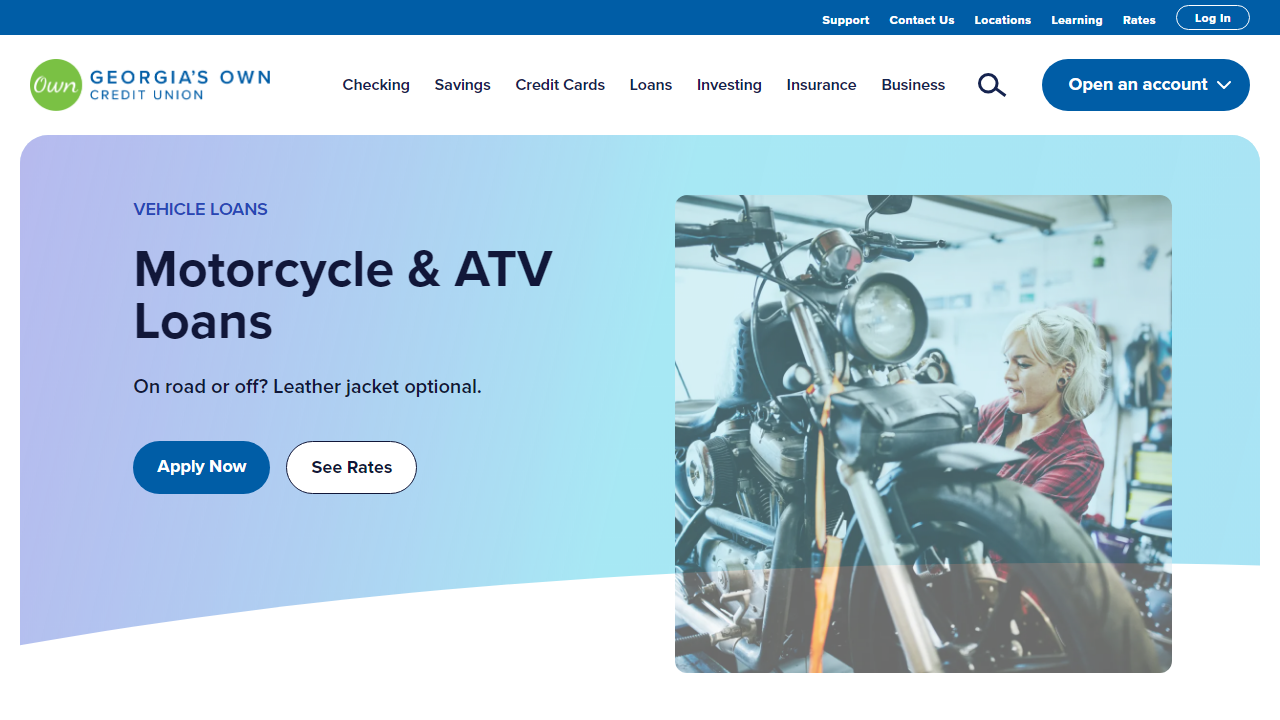 Support Contact Us Locations Learning Rates Log In
Own GEORGIA'S OWN
CREDIT UNION
Checking Savings Credit Cards Loans Investing Insurance Business Open an account
VEHICLE LOANS
Motorcycle & ATV
Loans
On road or off? Leather jacket optional.
Apply Now See Rates